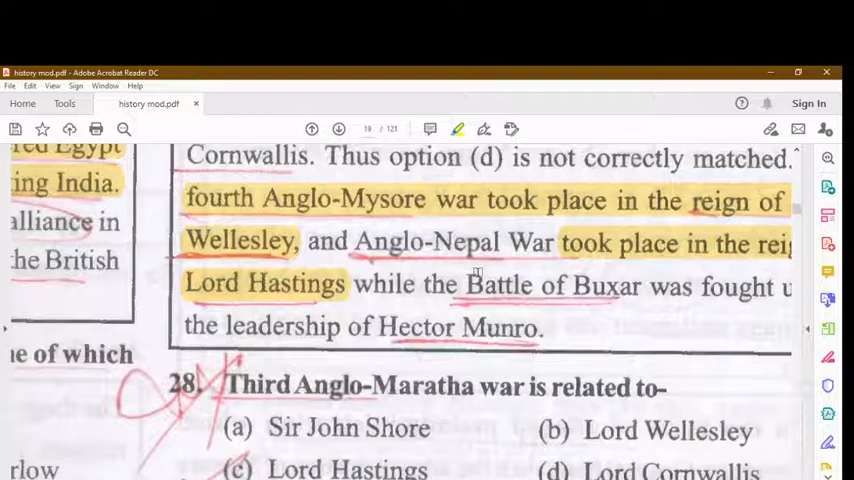 history mod.pdf - Adobe Acrobat Reader DC
File Edit View Sign Window Help
Home Tools history mod.pdf × Sign In
19 / 121
Egypt
ing India.
alliance in
he British
ne of which
rlow
Cornwallis. Thus option (d) is not correctly matched.
fourth Anglo-Mysore war took place in the reign of
Wellesley, and Anglo-Nepal War took place in the rei
Lord Hastings while the Battle of Buxar was fought u
the leadership of Hector Munro.
28. Third Anglo-Maratha war is related to-
(a) Sir John Shore (b) Lord Wellesley
(c) Lord Hastings (d) Lord Cornwallis